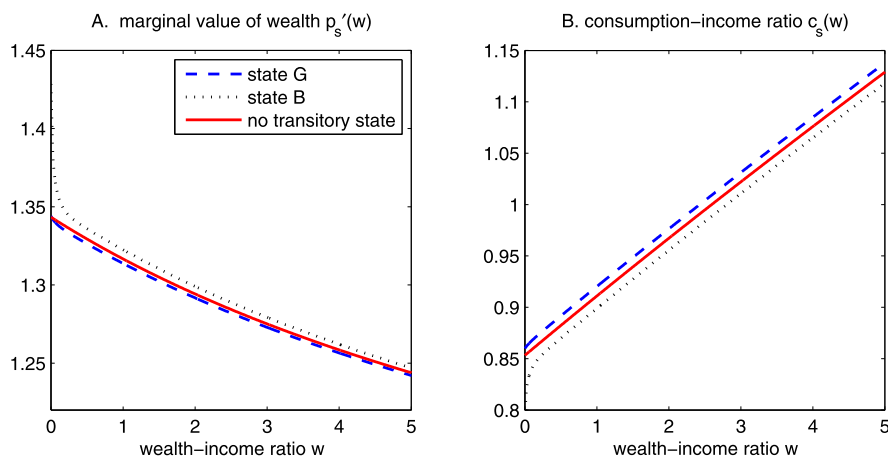 A. marginal value of wealth pₛ′(w)
1.45
1.4
1.35
1.3
1.25
state G
state B
no transitory state
0 1 2 3 4 5
wealth−income ratio w
B. consumption−income ratio cₛ(w)
1.15
1.1
1.05
1
0.95
0.9
0.85
0.8
0 1 2 3 4 5
wealth−income ratio w